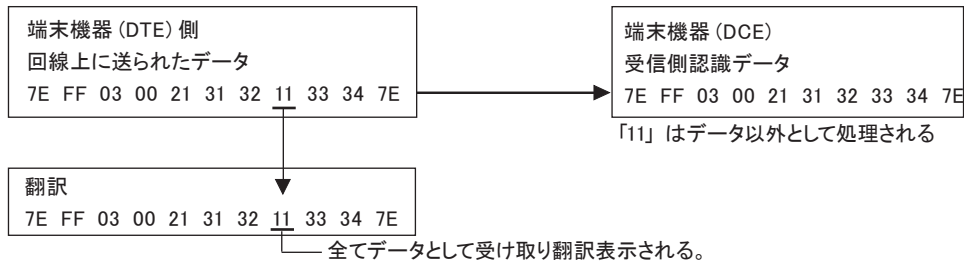 端末機器(DTE)側
回線上に送られたデータ
7E FF 03 00 21 31 32 11 33 34 7E
端末機器(DCE)
受信側認識データ
7E FF 03 00 21 31 32 33 34 7E
「11」はデータ以外として処理される
翻訳
7E FF 03 00 21 31 32 11 33 34 7E
全てデータとして受け取り翻訳表示される。